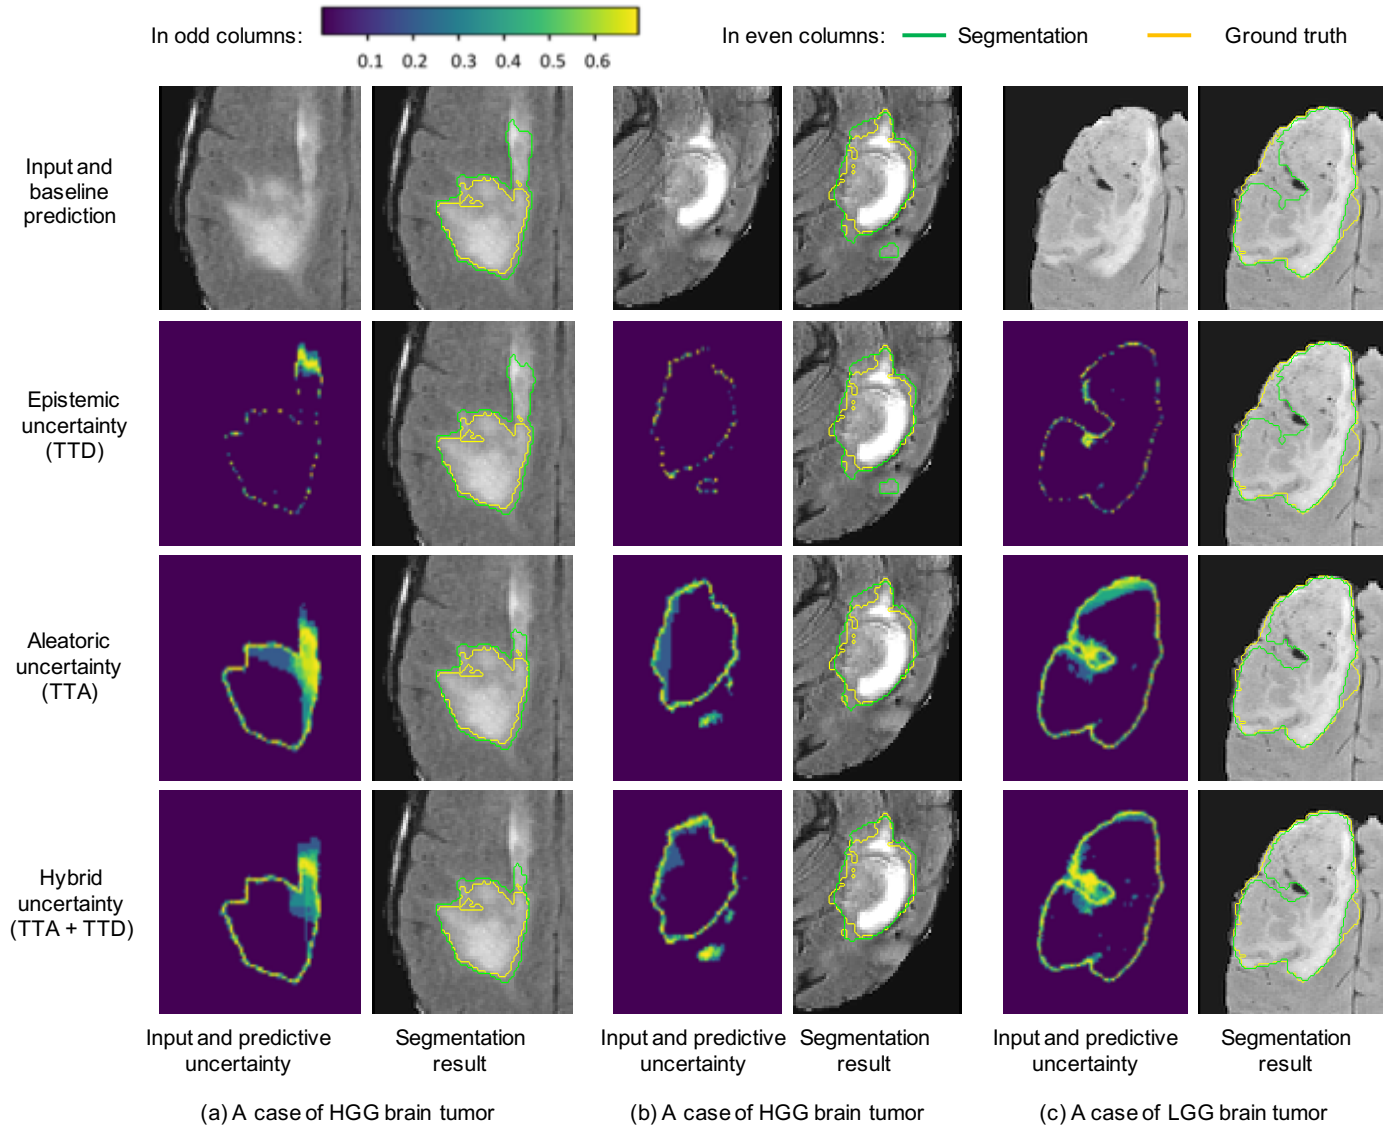 In odd columns:
0.1 0.2 0.3 0.4 0.5 0.6
In even columns:
Segmentation
Ground truth
Input and
baseline
prediction
Epistemic
uncertainty
(TTD)
Aleatoric
uncertainty
(TTA)
Hybrid
uncertainty
(TTA + TTD)
Input and predictive
uncertainty
Segmentation
result
Input and predictive
uncertainty
Segmentation
result
Input and predictive
uncertainty
Segmentation
result
(a) A case of HGG brain tumor
(b) A case of HGG brain tumor
(c) A case of LGG brain tumor